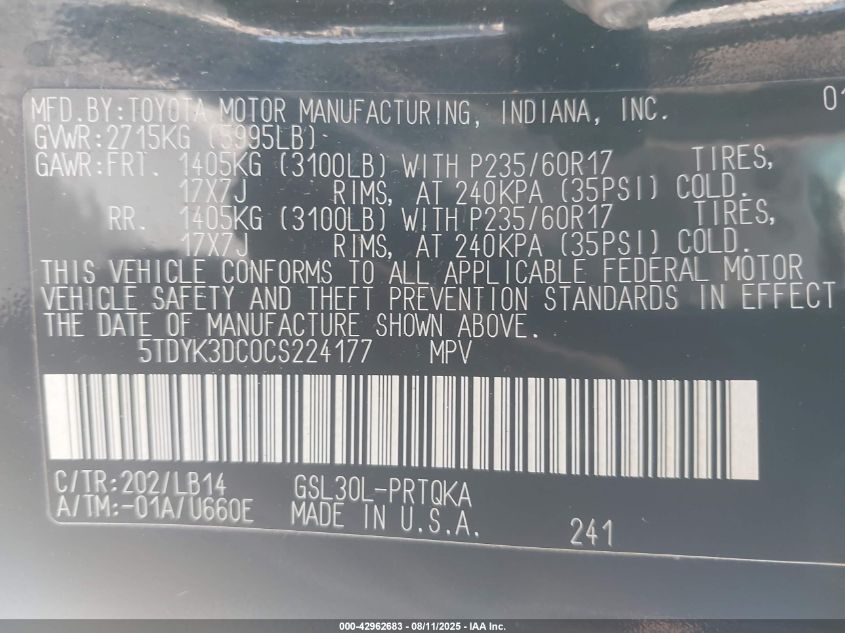 MFD.BY:TOYOTA MOTOR MANUFACTURING, INDIANA, INC. 01
GVWR:2715KG (5995LB)
GAWR:FRT. 1405KG (3100LB) WITH P235/60R17 TIRES,
17X7J RIMS, AT 240KPA (35PSI) COLD.
RR. 1405KG (3100LB) WITH P235/60R17 TIRES,
17X7J RIMS, AT 240KPA (35PSI) COLD.
THIS VEHICLE CONFORMS TO ALL APPLICABLE FEDERAL MOTOR
VEHICLE SAFETY AND THEFT PREVENTION STANDARDS IN EFFECT
THE DATE OF MANUFACTURE SHOWN ABOVE.
5TDYK3DC0CS224177 MPV
C/TR:202/LB14 GSL30L-PRTQKA
A/TM:-01A/U660E MADE IN U.S.A. 241
000-42962683 - 08/11/2025 - IAA Inc.